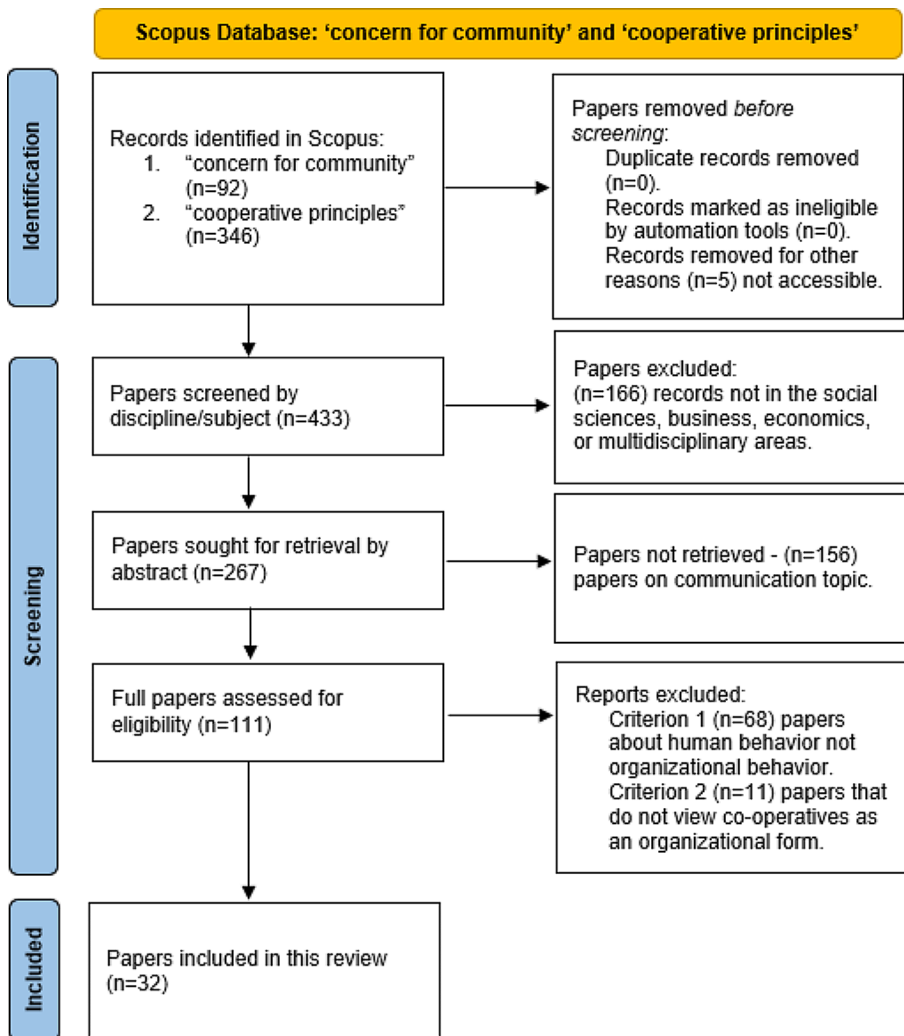 Scopus Database: ‘concern for community’ and ‘cooperative principles’
Identification
Records identified in Scopus:
1. “concern for community”
(n=92)
2. “cooperative principles”
(n=346)
Papers removed before
screening:
Duplicate records removed
(n=0).
Records marked as ineligible
by automation tools (n=0).
Records removed for other
reasons (n=5) not accessible.
Screening
Papers screened by
discipline/subject (n=433)
Papers excluded:
(n=166) records not in the social
sciences, business, economics,
or multidisciplinary areas.
Papers sought for retrieval by
abstract (n=267)
Papers not retrieved - (n=156)
papers on communication topic.
Full papers assessed for
eligibility (n=111)
Reports excluded:
Criterion 1 (n=68) papers
about human behavior not
organizational behavior.
Criterion 2 (n=11) papers that
do not view co-operatives as
an organizational form.
Included
Papers included in this review
(n=32)